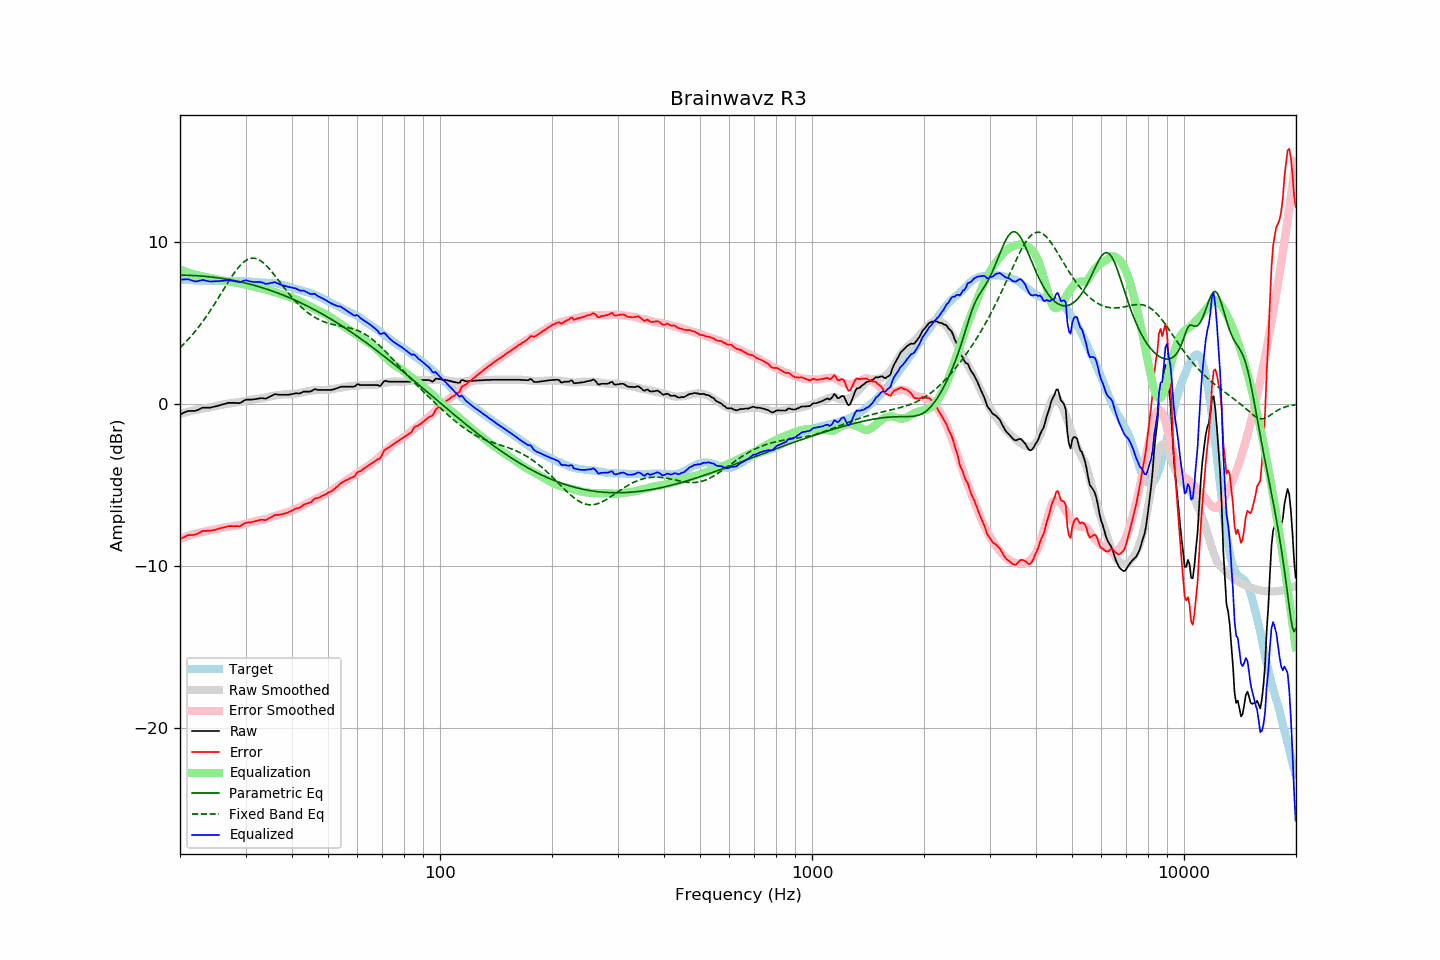 Brainwavz R3
Amplitude (dBr)
10
0
−10
−20
Target
Raw Smoothed
Error Smoothed
Raw
Error
Equalization
Parametric Eq
Fixed Band Eq
Equalized
100 1000 10000
Frequency (Hz)